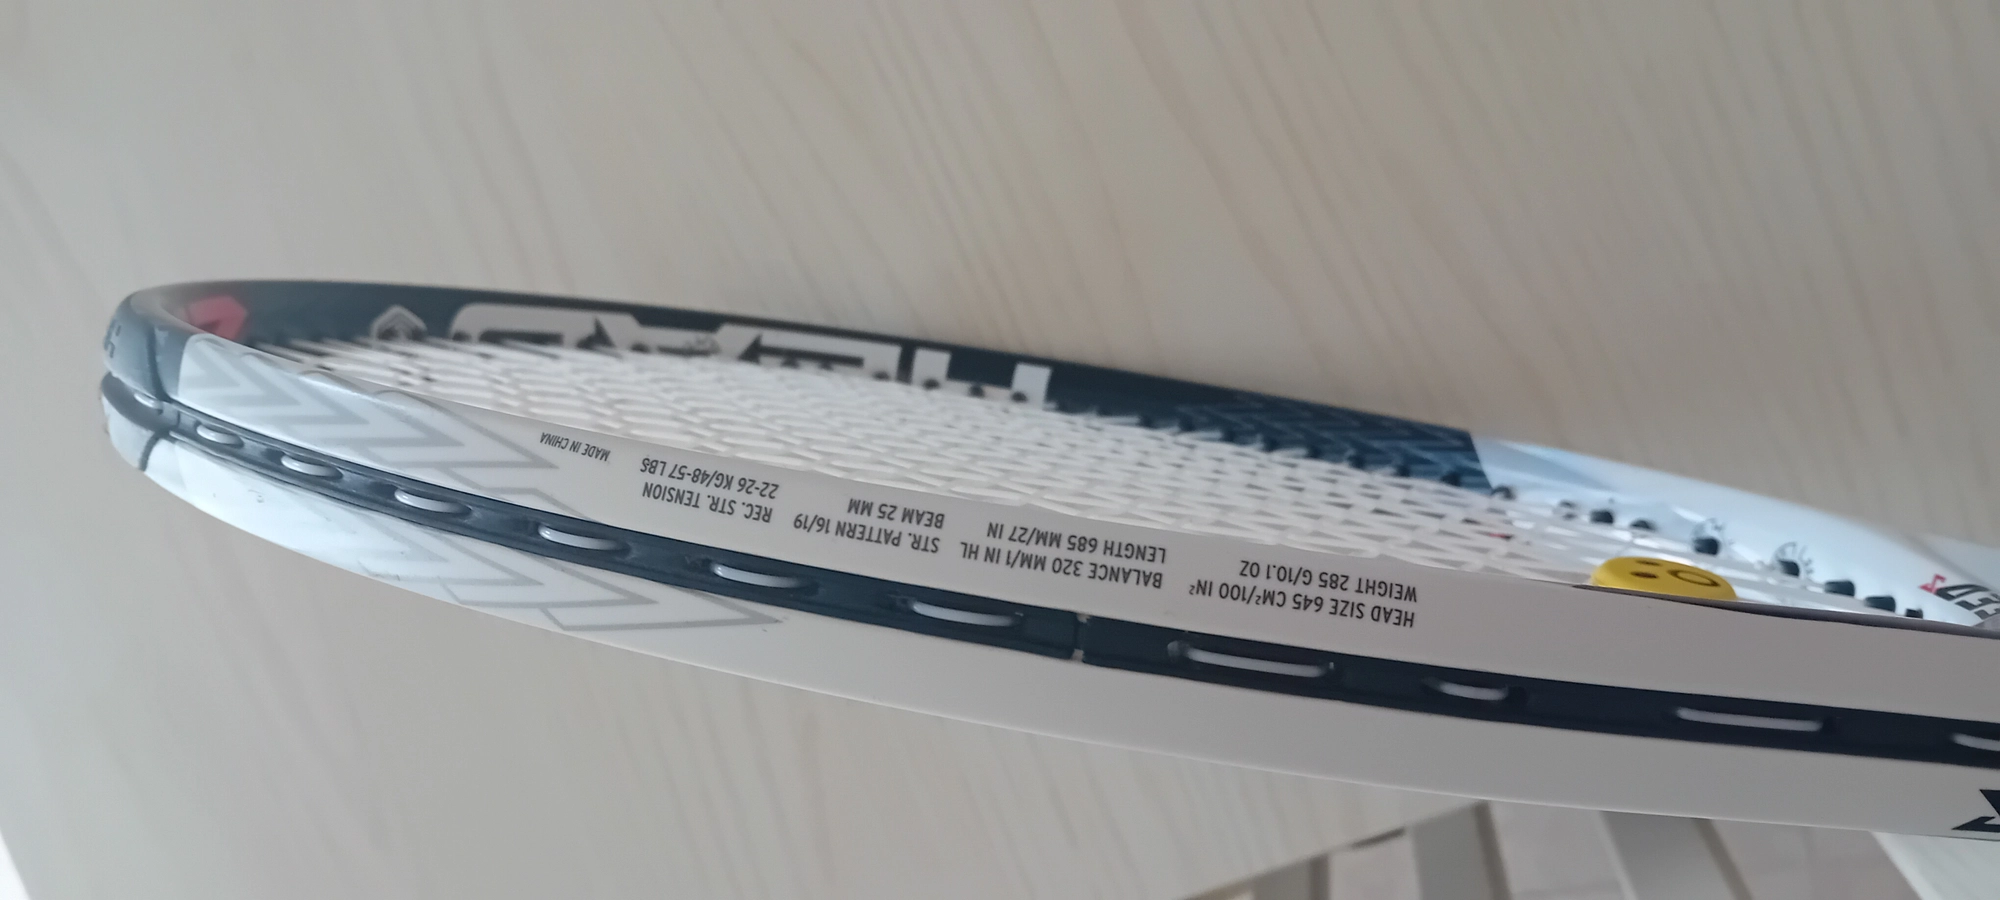 HEAD SIZE 645 CM²/100 IN²
WEIGHT 285 G/10.1 OZ
BALANCE 320 MM/1 IN HL
LENGTH 685 MM/27 IN
STR. PATTERN 16/19
BEAM 25 MM
REC. STR. TENSION
22-26 KG/48-57 LBS
MADE IN CHINA